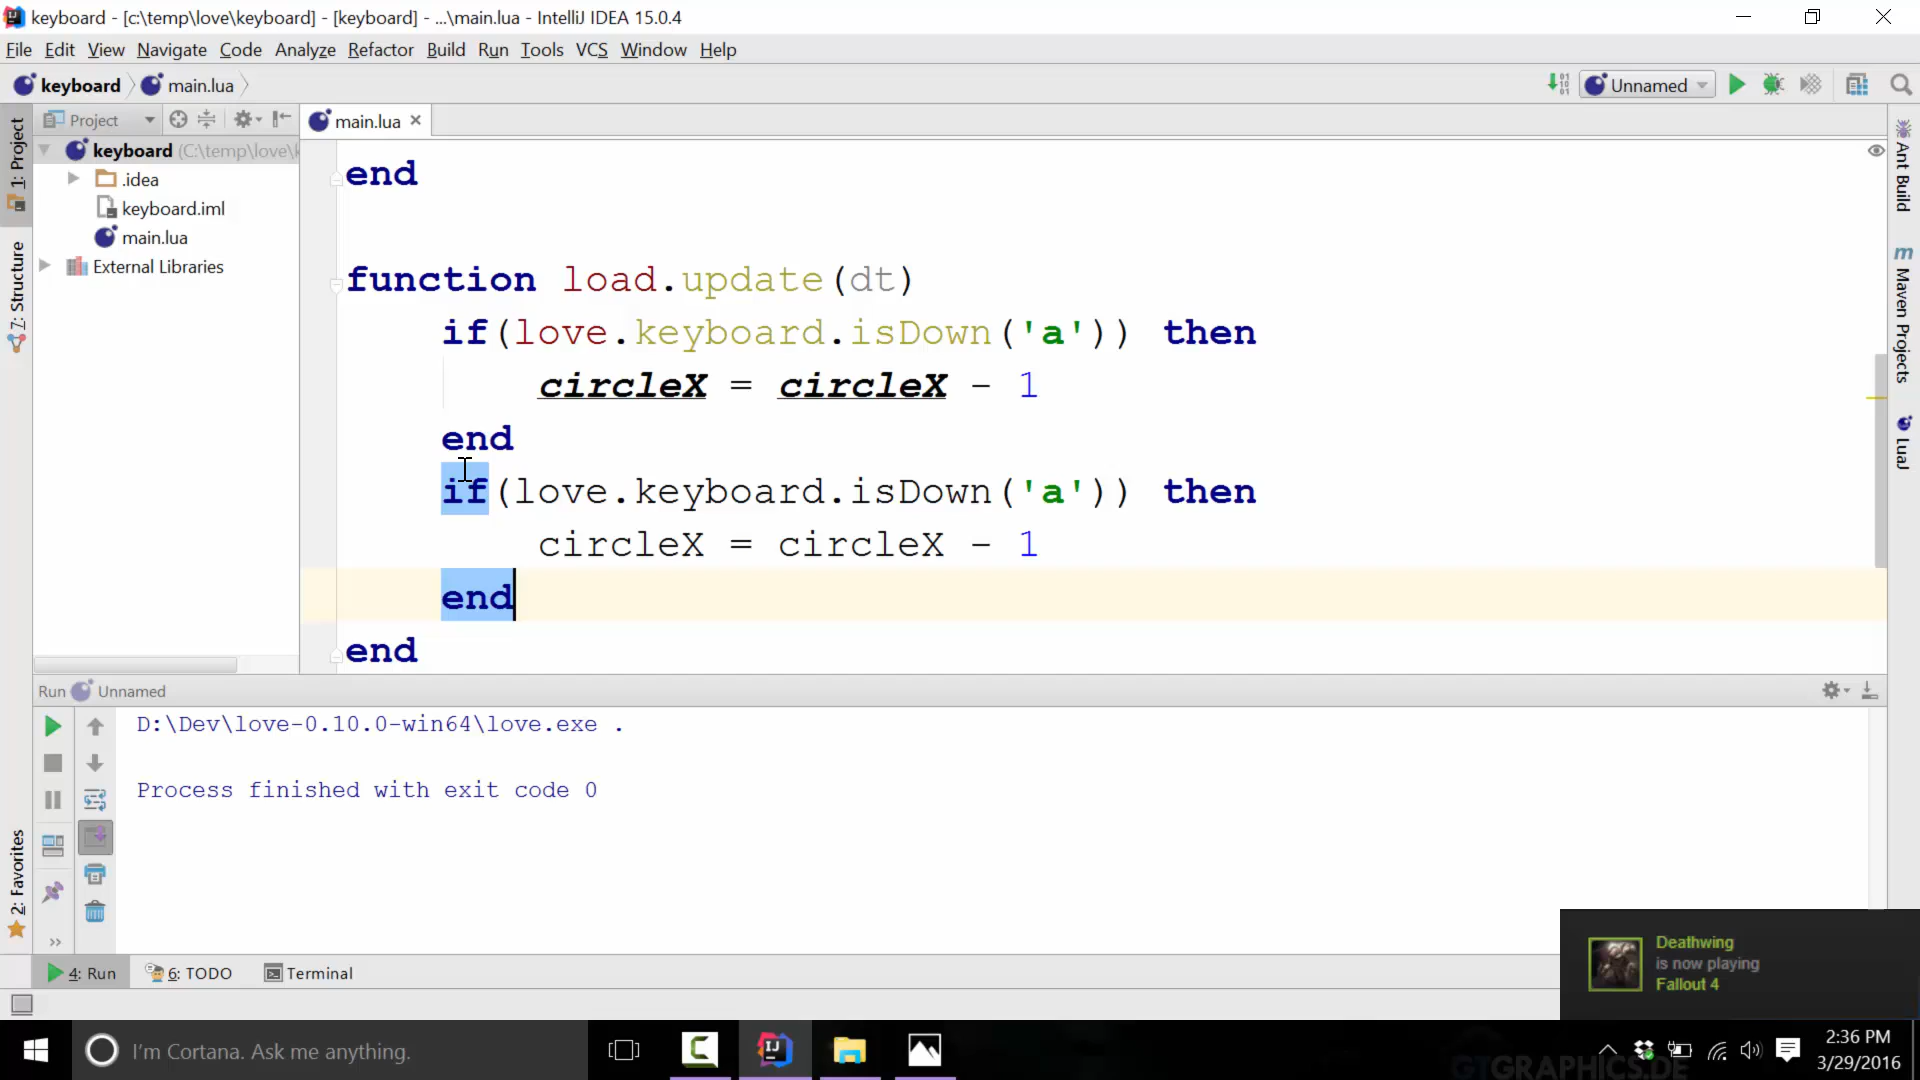 keyboard - [c:\temp\love\keyboard] - [keyboard] - ...\main.lua - IntelliJ IDEA 15.0.4
File Edit View Navigate Code Analyze Refactor Build Run Tools VCS Window Help
keyboard main.lua Unnamed
1: Project
7: Structure
2: Favorites
Project
keyboard (C:\temp\love\k
.idea
keyboard.iml
main.lua
External Libraries
main.lua
end
function load.update(dt)
if(love.keyboard.isDown('a')) then
circleX = circleX - 1
end
if(love.keyboard.isDown('a')) then
circleX = circleX - 1
end
end
Ant Build
Maven Projects
LuaJ
Run Unnamed
D:\Dev\love-0.10.0-win64\love.exe .
Process finished with exit code 0
4: Run 6: TODO Terminal
Deathwing
is now playing
Fallout 4
I'm Cortana. Ask me anything.
GTGRAPHICS.DE
2:36 PM
3/29/2016